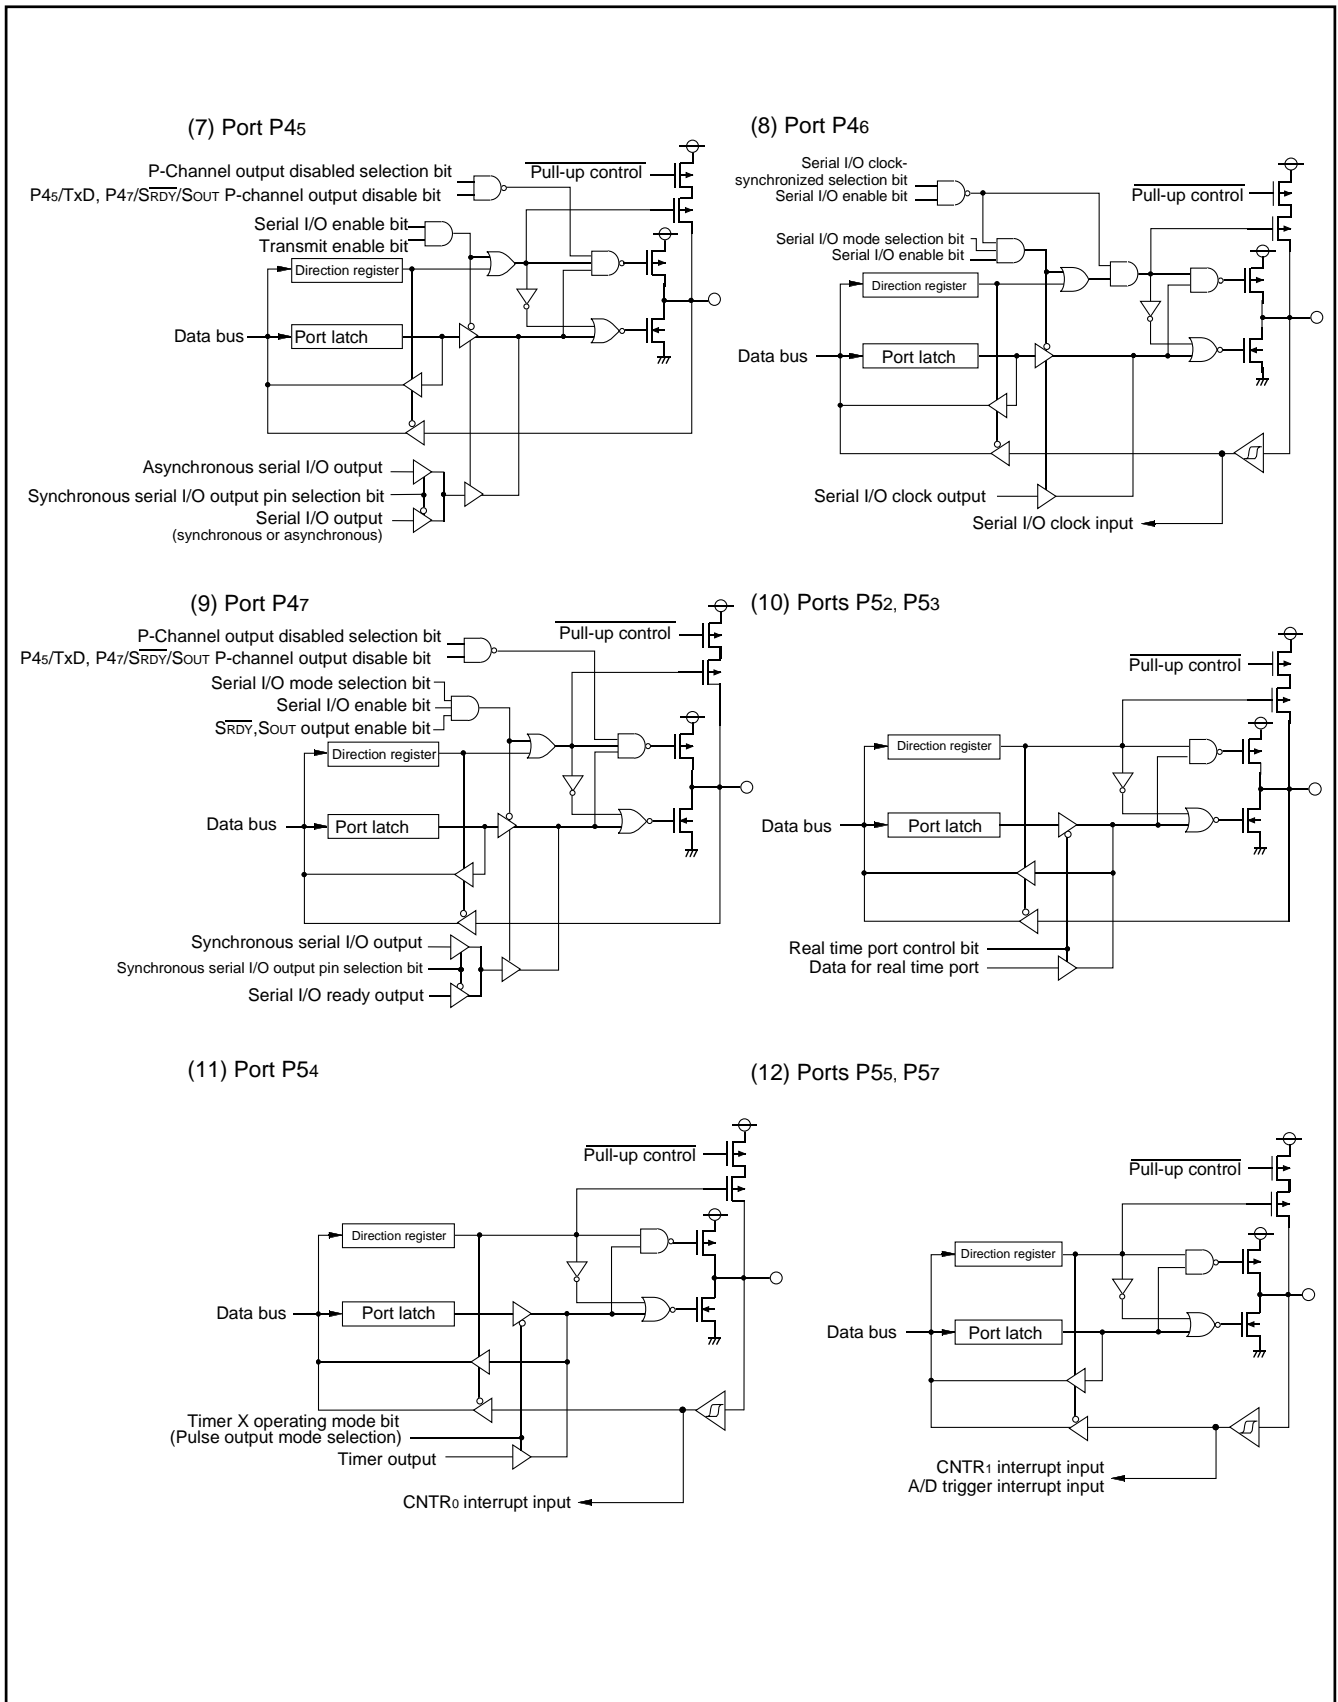 (7) Port P45
P-Channel output disabled selection bit
P45/TxD, P47/SRDY/SOUT P-channel output disable bit
Pull-up control
Serial I/O enable bit
Transmit enable bit
Direction register
Data bus
Port latch
Asynchronous serial I/O output
Synchronous serial I/O output pin selection bit
Serial I/O output
(synchronous or asynchronous)
(8) Port P46
Serial I/O clock-
synchronized selection bit
Serial I/O enable bit
Pull-up control
Serial I/O mode selection bit
Serial I/O enable bit
Direction register
Data bus
Port latch
Serial I/O clock output
Serial I/O clock input
(9) Port P47
P-Channel output disabled selection bit
P45/TxD, P47/SRDY/SOUT P-channel output disable bit
Pull-up control
Serial I/O mode selection bit
Serial I/O enable bit
SRDY,SOUT output enable bit
Direction register
Data bus
Port latch
Synchronous serial I/O output
Synchronous serial I/O output pin selection bit
Serial I/O ready output
(10) Ports P52, P53
Pull-up control
Direction register
Data bus
Port latch
Real time port control bit
Data for real time port
(11) Port P54
Pull-up control
Direction register
Data bus
Port latch
Timer X operating mode bit
(Pulse output mode selection)
Timer output
CNTR0 interrupt input
(12) Ports P55, P57
Pull-up control
Direction register
Data bus
Port latch
CNTR1 interrupt input
A/D trigger interrupt input